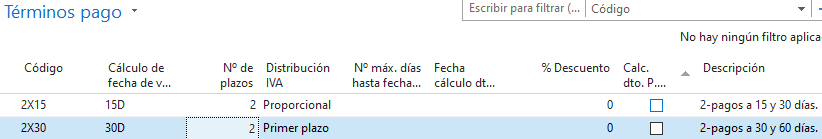 Términos pago
Escribir para filtrar (... Código
No hay ningún filtro aplica
Código Cálculo de fecha de v... Nº de plazos Distribución IVA Nº máx. días hasta fecha... Fecha cálculo dt... % Descuento Calc. dto. P.... Descripción
2X15 15D 2 Proporcional 0 2-pagos a 15 y 30 días.
2X30 30D 2 Primer plazo 0 2-pagos a 30 y 60 días.